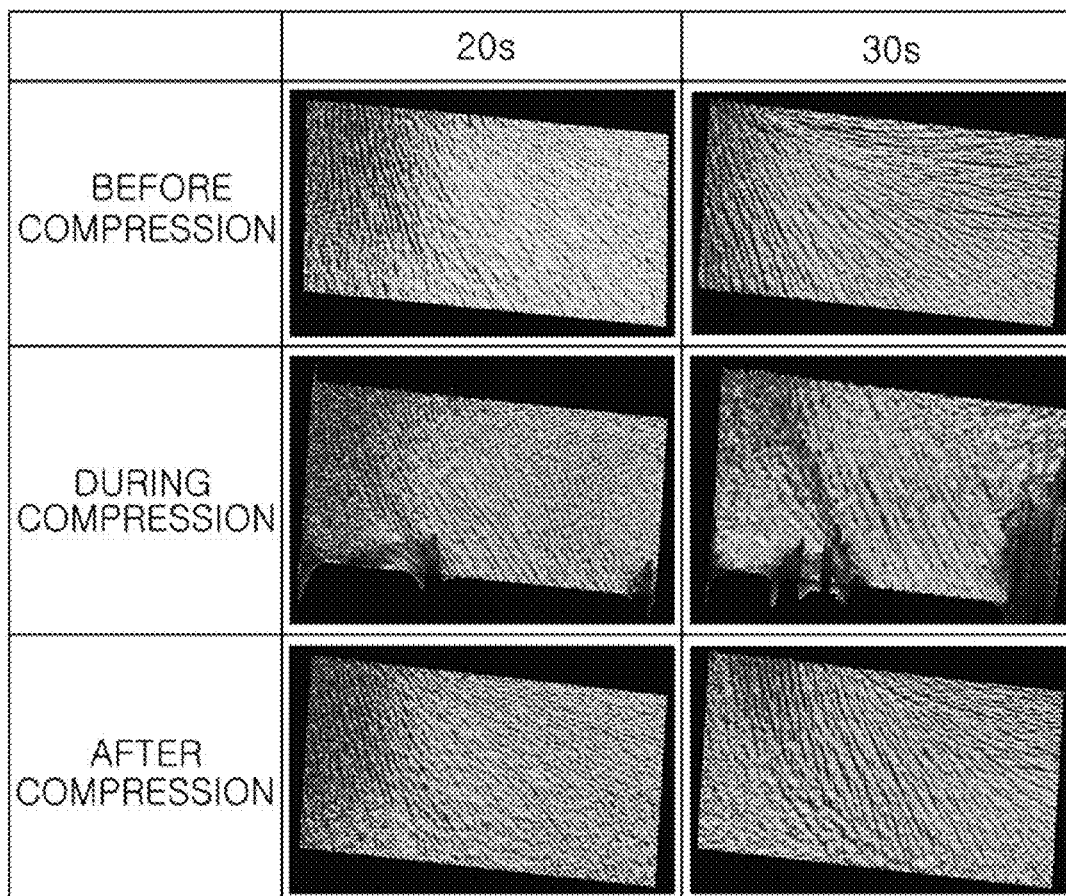 20s
30s
BEFORE
COMPRESSION
DURING
COMPRESSION
AFTER
COMPRESSION